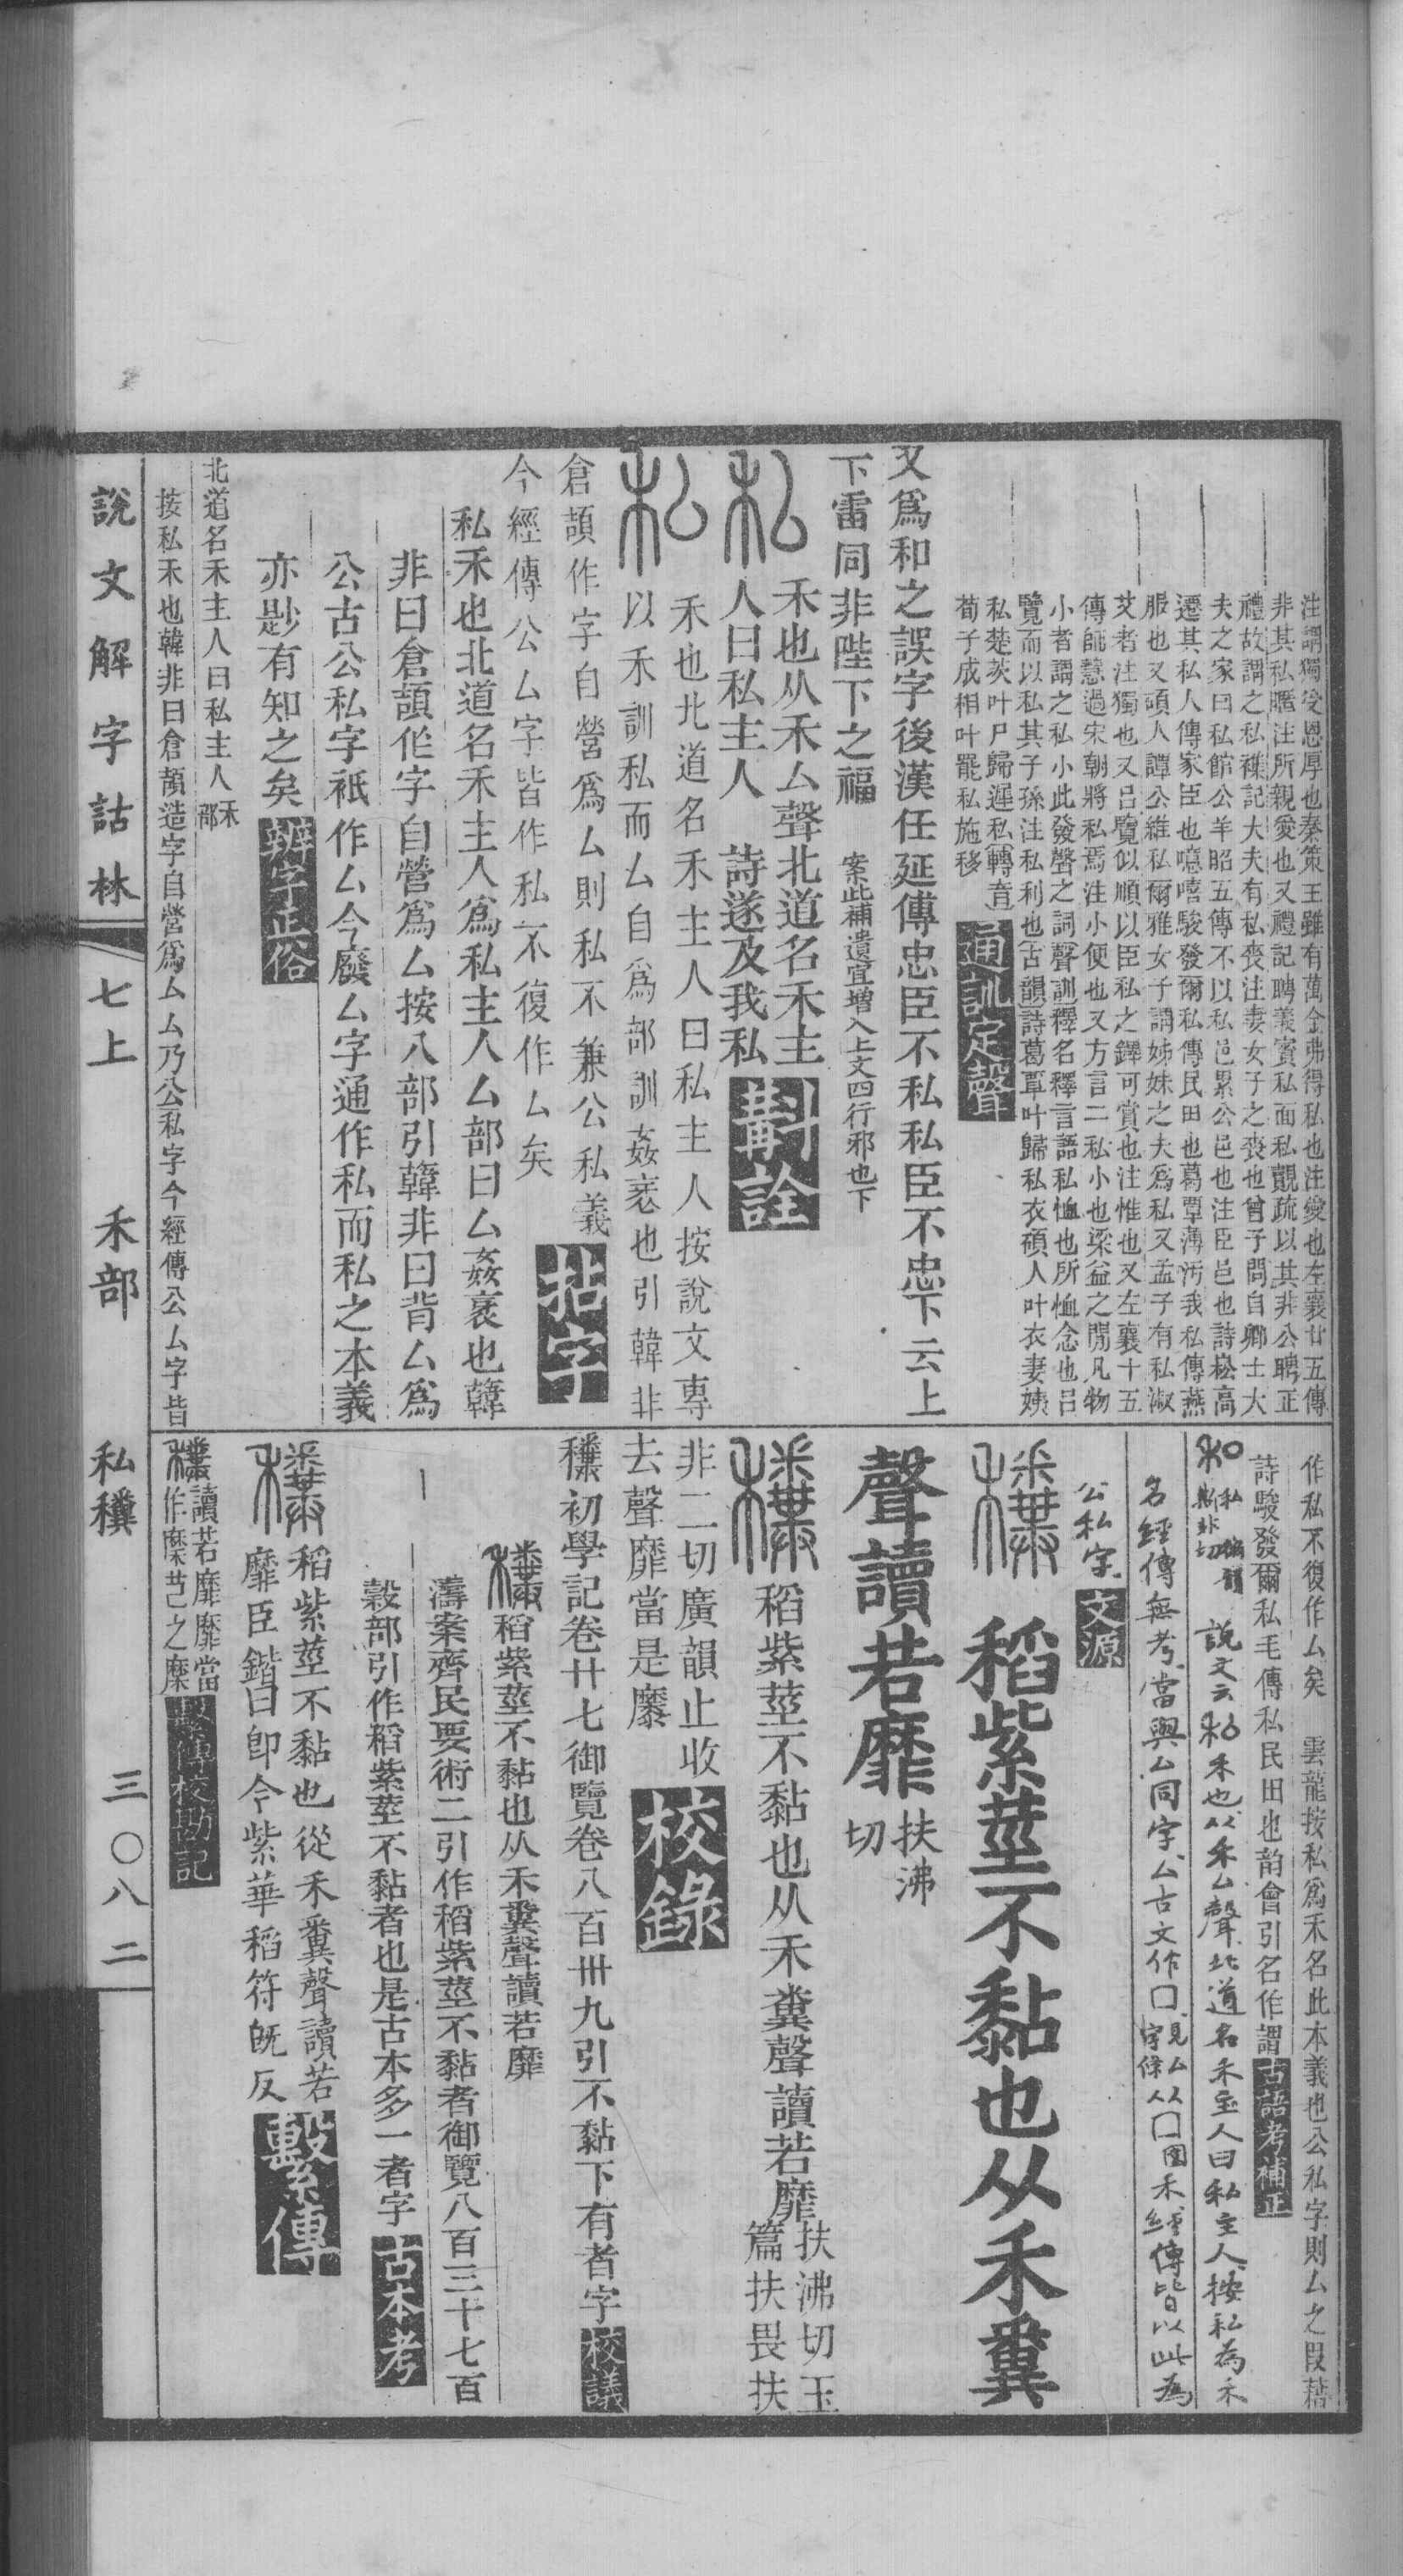 注謂獨受恩厚也秦策王雖有萬金弗得私也注愛也左襄廿五傳
非其私暱注所親愛也又禮記聘義賓私面私覿疏以其非公聘正
禮故謂之私褋記大夫有私喪注妻女子之喪也曾子問自卿士大
夫之家曰私館公羊昭五傳不以私邑累公邑也注臣邑也詩崧高
遷其私人傳家臣也噫嘻駿發爾私傳民田也葛覃薄汚我私傳燕
服也又碩人譚公維私爾雅女子謂姊妹之夫爲私又孟子有私淑
艾者注獨也又呂覽似順以臣私之鐸可賞也注惟也又左襄十五
傳師慧過宋朝將私焉注小便也又方言二私小也梁益之閒凡物
小者謂之私小此發聲之詞聲訓釋名釋言語私恤也所恤念也呂
覽而以私其子孫注私利也古韻詩葛覃叶歸私衣碩人叶衣妻姨
私楚茨叶尸歸遲私轉音
荀子成相叶罷私施移 通訓定聲
又爲和之誤字後漢任延傳忠臣不私私臣不忠下云上
下雷同非陛下之福 案此補遺宜增入上文四行邪也下
私 禾也从禾厶聲北道名禾主
人曰私主人 詩遂及我私 斠詮
私 禾也北道名禾主人曰私主人按說文專
以禾訓私而厶自爲部訓姦衺也引韓非
倉頡作字自營爲厶則私不兼公私義 拈字
今經傳公厶字皆作私不復作厶矣
私禾也北道名禾主人爲私主人厶部曰厶姦衺也韓
非曰倉頡作字自營爲厶按八部引韓非曰背厶爲
公古公私字祇作厶今廢厶字通作私而私之本義
亦尟有知之矣 辨字正俗
北道名禾主人曰私主人 禾部
按私禾也韓非曰倉頡造字自營爲厶厶乃公私字今經傳公厶字皆
作私不復作厶矣 雲龍按私爲禾名此本義也公私字則厶之叚藉
詩駿發爾私毛傳私民田也韵會引名作謂 古語考補正
說文云私禾也从禾厶聲北道名禾主人曰私主人按私為禾
名經傳無考當與厶同字厶古文作口 見厶字條 从口圍禾經傳皆以此為
公私字 文源
穳 稻紫莖不黏也从禾糞
聲讀若靡 扶沸切
穳 稻紫莖不黏也从禾糞聲讀若靡 扶沸切玉篇扶畏扶
非二切廣韻止收
去聲靡當是䵇 校錄
穳初學記卷廿七御覽卷八百卅九引不黏下有者字 校議
穳稻紫莖不黏也从禾糞聲讀若靡
濤案齊民要術二引作稻紫莖不黏者御覽八百三十七百
穀部引作稻紫莖不黏者也是古本多一者字 古本考
穳 稻紫莖不黏也從禾糞聲讀若
靡臣鍇曰卽今紫華稻符旣反 繫傳
穳 讀若靡靡當
作穈芑之穈 繫傳校勘記
說文解字詁林 七上 禾部 私穳 三〇八二